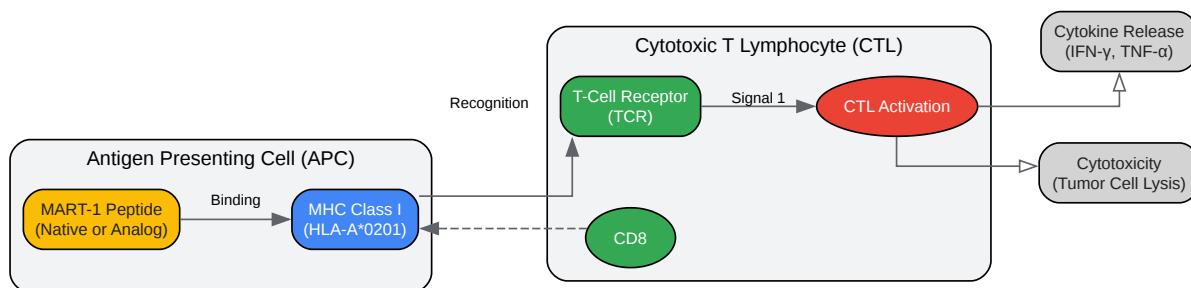 Cytokine Release
(IFN-γ, TNF-α)
Cytotoxic T Lymphocyte (CTL)
Recognition
T-Cell Receptor
(TCR)
Signal 1
CTL Activation
Antigen Presenting Cell (APC)
Cytotoxicity
(Tumor Cell Lysis)
MART-1 Peptide
(Native or Analog)
Binding
MHC Class I
(HLA-A*0201)
CD8